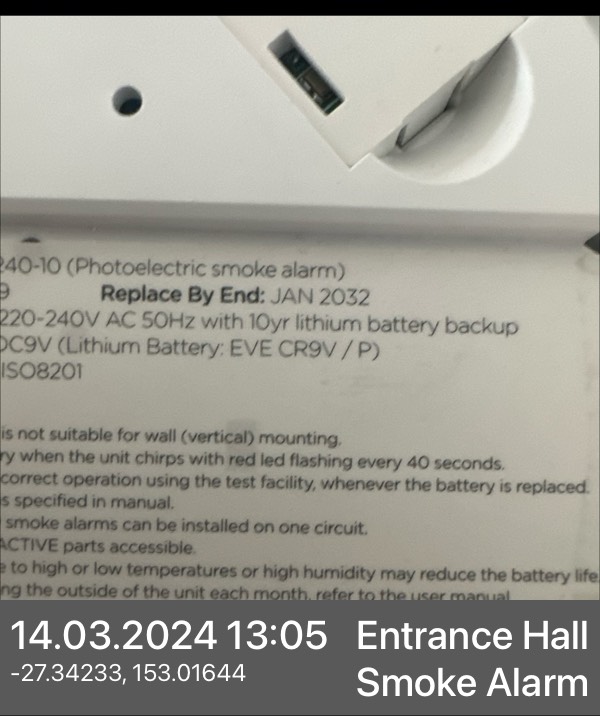 240-10 (Photoelectric smoke alarm)
9 Replace By End: JAN 2032
220-240V AC 50Hz with 10yr lithium battery backup
DC9V (Lithium Battery: EVE CR9V / P)
ISO8201
is not suitable for wall (vertical) mounting.
ry when the unit chirps with red led flashing every 40 seconds.
correct operation using the test facility, whenever the battery is replaced.
s specified in manual.
smoke alarms can be installed on one circuit.
ACTIVE parts accessible.
e to high or low temperatures or high humidity may reduce the battery life
ng the outside of the unit each month, refer to the user manual
14.03.2024 13:05
-27.34233, 153.01644
Entrance Hall
Smoke Alarm